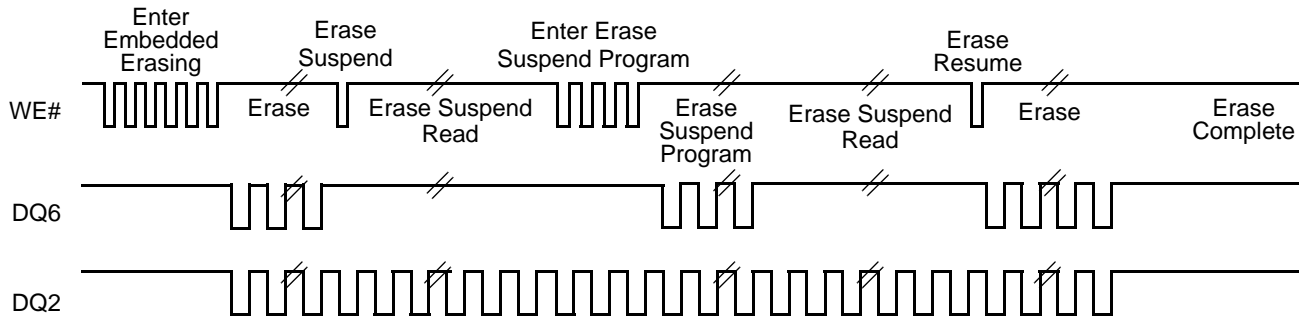 Enter
Embedded
Erasing
Erase
Suspend
Enter Erase
Suspend Program
Erase
Resume
WE#
Erase
Erase Suspend
Read
Erase
Suspend
Program
Erase Suspend
Read
Erase
Erase
Complete
DQ6
DQ2